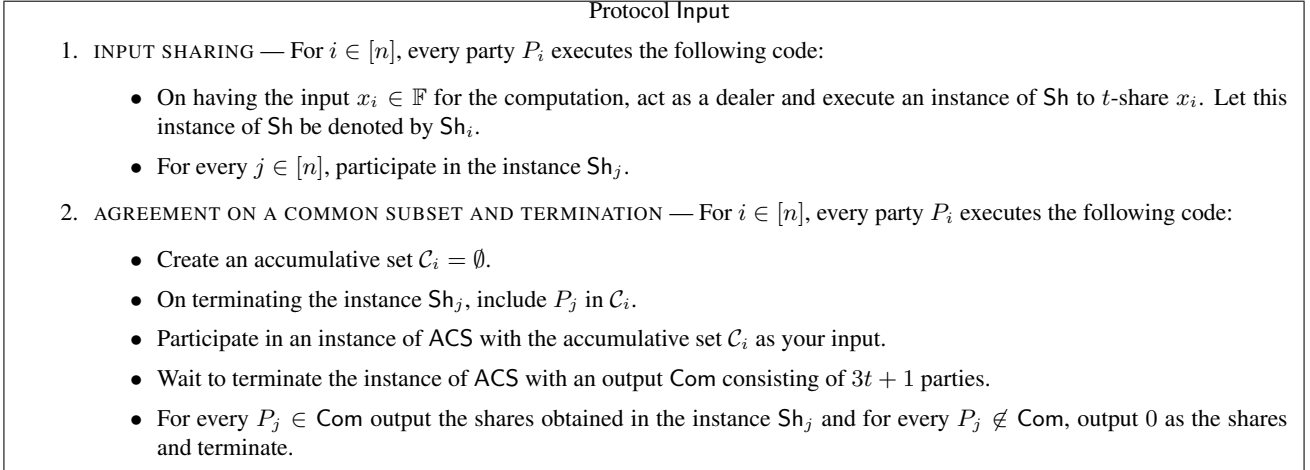 Protocol Input
1. INPUT SHARING — For i ∈ [n], every party P_i executes the following code:
• On having the input x_i ∈ 𝔽 for the computation, act as a dealer and execute an instance of Sh to t-share x_i. Let this
instance of Sh be denoted by Sh_i.
• For every j ∈ [n], participate in the instance Sh_j.
2. AGREEMENT ON A COMMON SUBSET AND TERMINATION — For i ∈ [n], every party P_i executes the following code:
• Create an accumulative set 𝒞_i = ∅.
• On terminating the instance Sh_j, include P_j in 𝒞_i.
• Participate in an instance of ACS with the accumulative set 𝒞_i as your input.
• Wait to terminate the instance of ACS with an output Com consisting of 3t + 1 parties.
• For every P_j ∈ Com output the shares obtained in the instance Sh_j and for every P_j ∉ Com, output 0 as the shares
and terminate.